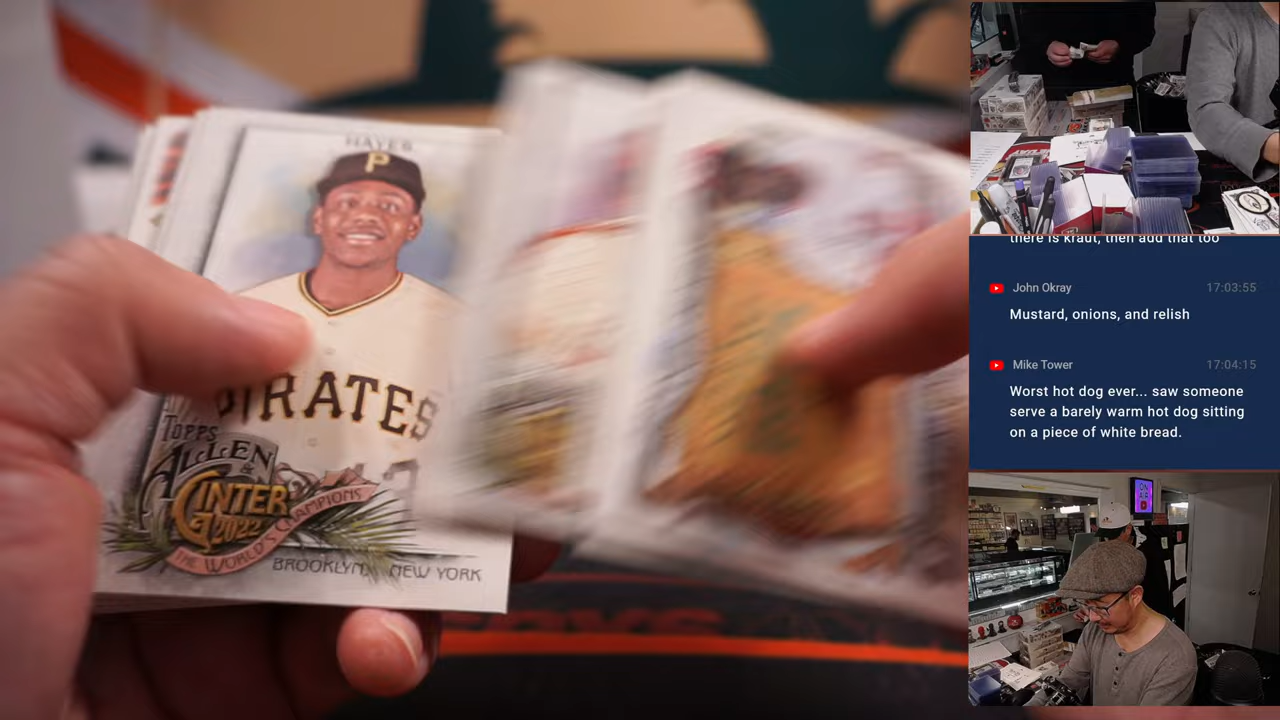 HAYES
P
PIRATES
TOPPS
ALLEN &
GINTER
2022
THE WORLD'S CHAMPIONS
BROOKLYN, NEW YORK
ON
AIR
there is kraut, then add that too
John Okray 17:03:55
Mustard, onions, and relish
Mike Tower 17:04:15
Worst hot dog ever... saw someone
serve a barely warm hot dog sitting
on a piece of white bread.